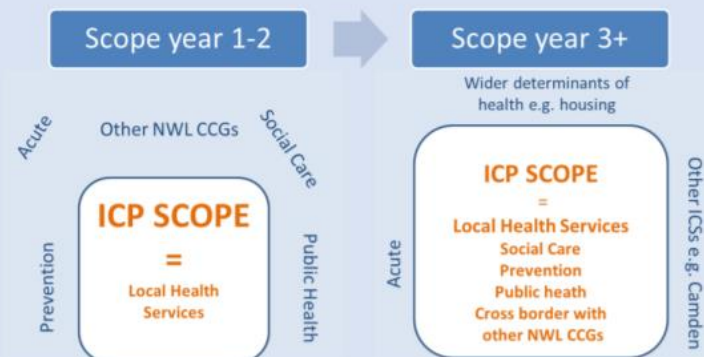 Scope year 1-2
Scope year 3+
Acute
Other NWL CCGs
Social Care
Prevention
ICP SCOPE
=
Local Health
Services
Public Health
Wider determinants of
health e.g. housing
Acute
ICP SCOPE
=
Local Health Services
Social Care
Prevention
Public heath
Cross border with
other NWL CCGs
Other ICSs e.g. Camden